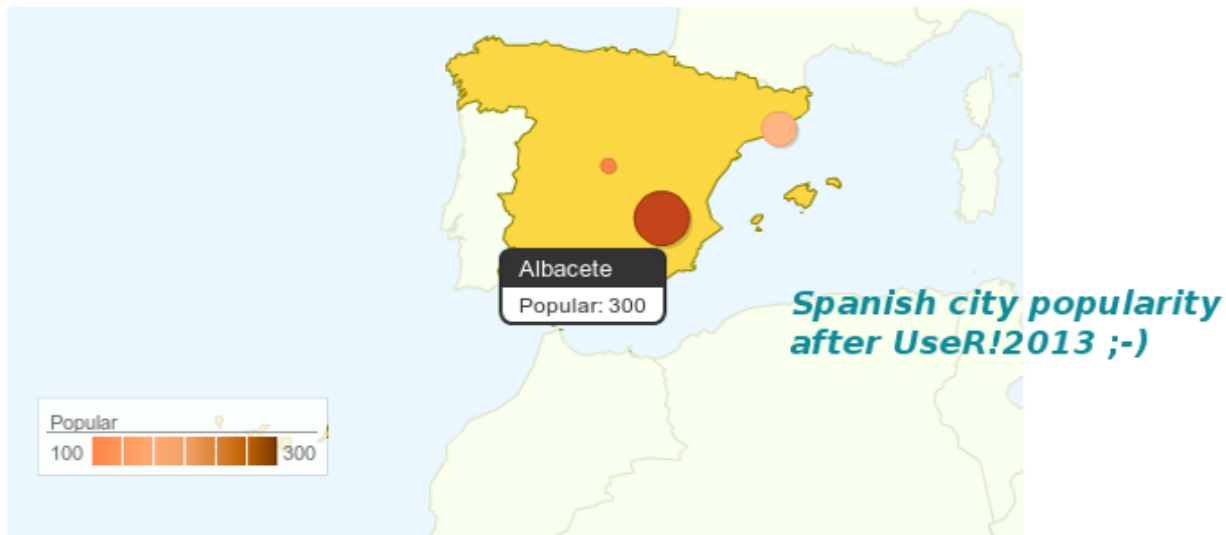 Albacete
Popular: 300
Spanish city popularity
after UseR!2013 ;-)
Popular
100 300